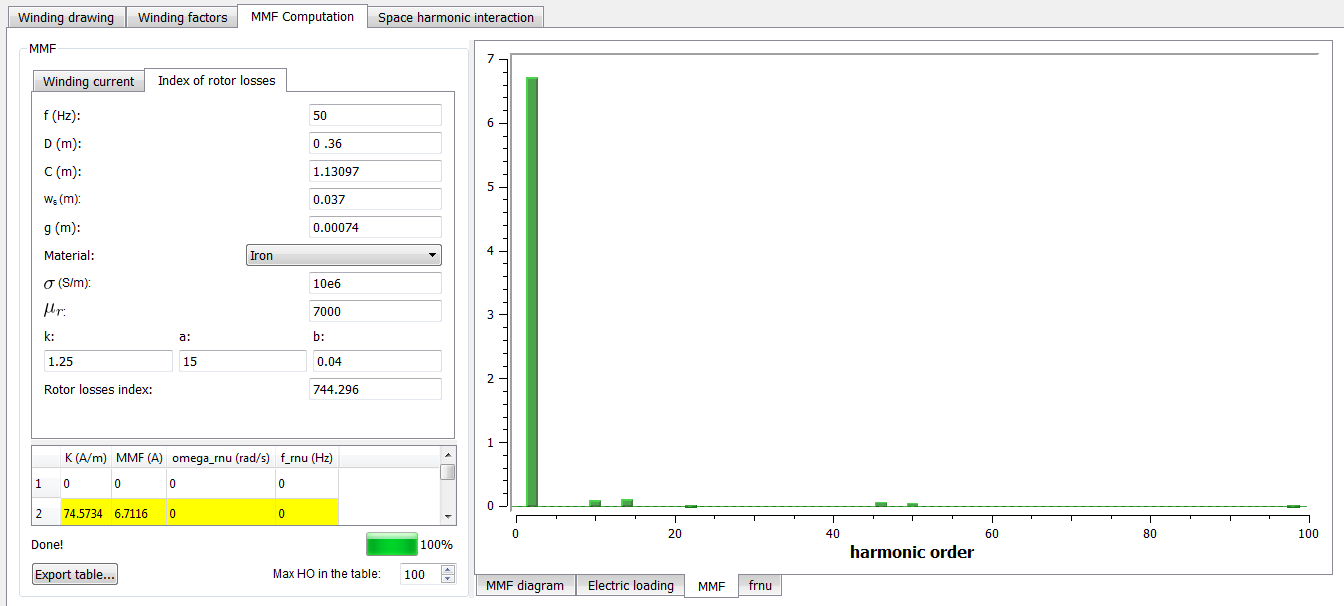 Winding drawing Winding factors MMF Computation Space harmonic interaction
MMF
Winding current Index of rotor losses
f (Hz): 50
D (m): 0 .36
C (m): 1.13097
ws (m): 0.037
g (m): 0.00074
Material: Iron
σ (S/m): 10e6
μr: 7000
k: a: b:
1.25 15 0.04
Rotor losses index: 744.296
K (A/m) MMF (A) omega_rnu (rad/s) f_rnu (Hz)
1 0 0 0 0
2 74.5734 6.7116 0 0
Done! 100%
Export table... Max HO in the table: 100
7
6
5
4
3
2
1
0
0 20 40 60 80 100
harmonic order
MMF diagram Electric loading MMF frnu